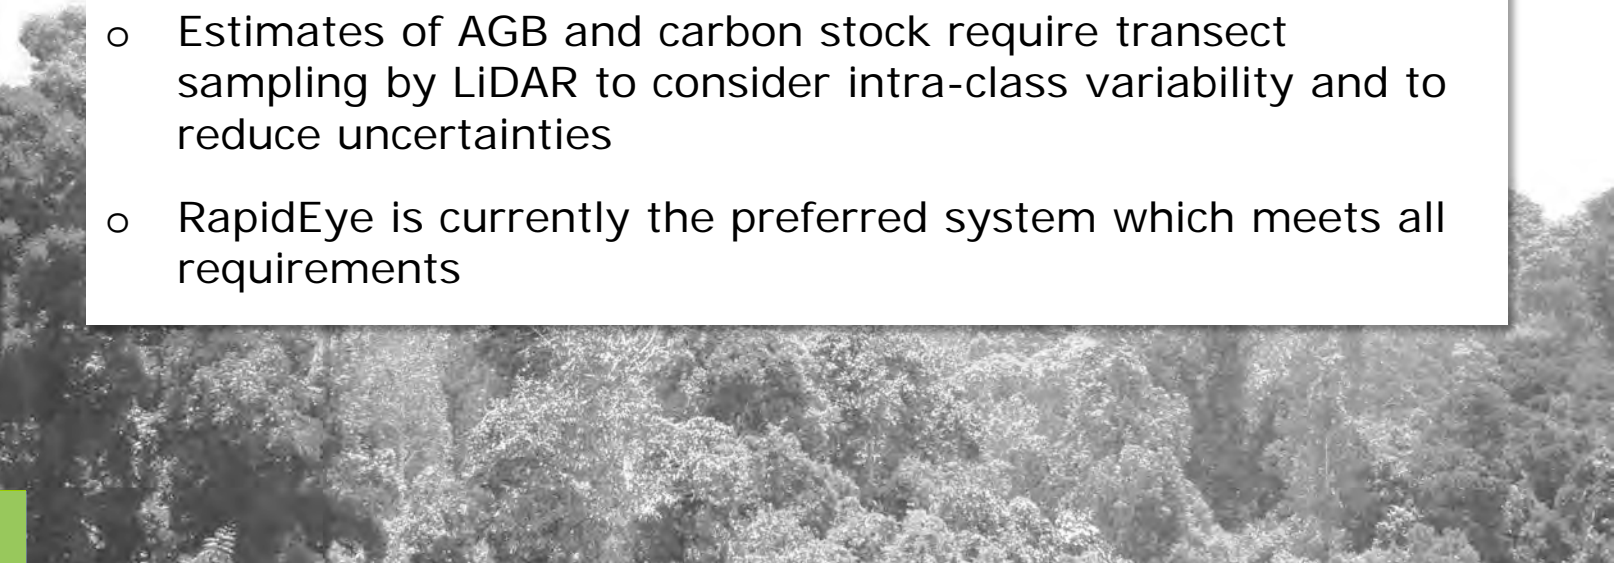 o Estimates of AGB and carbon stock require transect
sampling by LiDAR to consider intra-class variability and to
reduce uncertainties
o RapidEye is currently the preferred system which meets all
requirements